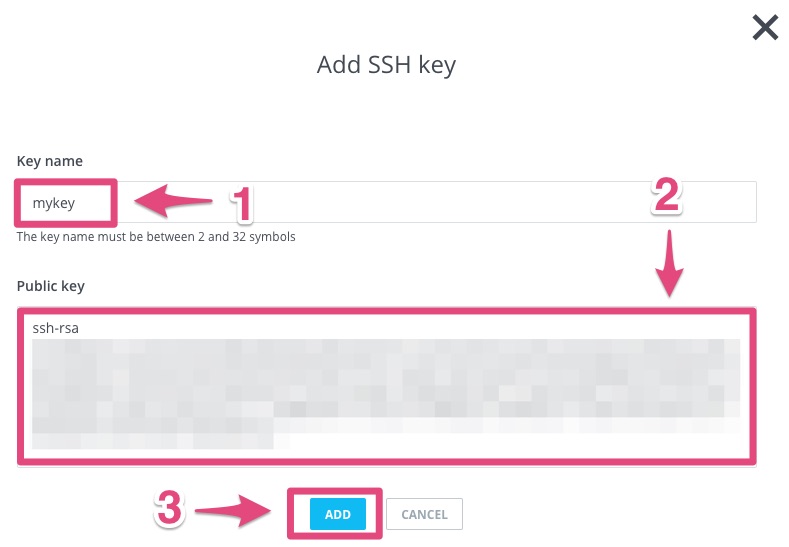 Add SSH key
Key name
mykey
1
2
The key name must be between 2 and 32 symbols
Public key
ssh-rsa
3
ADD
CANCEL